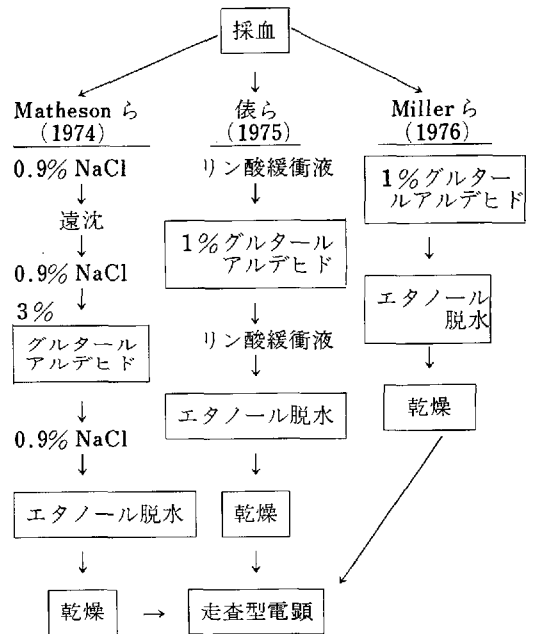 採血
Matheson ら
(1974)
0.9% NaCl
↓
遠沈
↓
0.9% NaCl
↓
3%
グルタール
アルデヒド
↓
0.9% NaCl
↓
エタノール脱水
↓
乾燥
→
俵ら
(1975)
リン酸緩衝液
↓
1%グルタール
アルデヒド
↓
リン酸緩衝液
↓
エタノール脱水
↓
乾燥
↓
走査型電顕
Miller ら
(1976)
1%グルター
ルアルデヒド
↓
エタノール
脱水
↓
乾燥